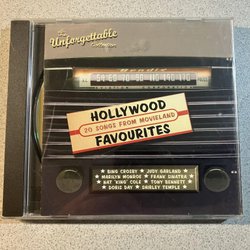 The
Unforgettable
Collection
HOLLYWOOD
20 SONGS FROM MOVIELAND
FAVOURITES
BING CROSBY ▪ JUDY GARLAND
MARILYN MONROE ▪ FRANK SINATRA
NAT 'KING' COLE ▪ TONY BENNETT
DORIS DAY ▪ SHIRLEY TEMPLE